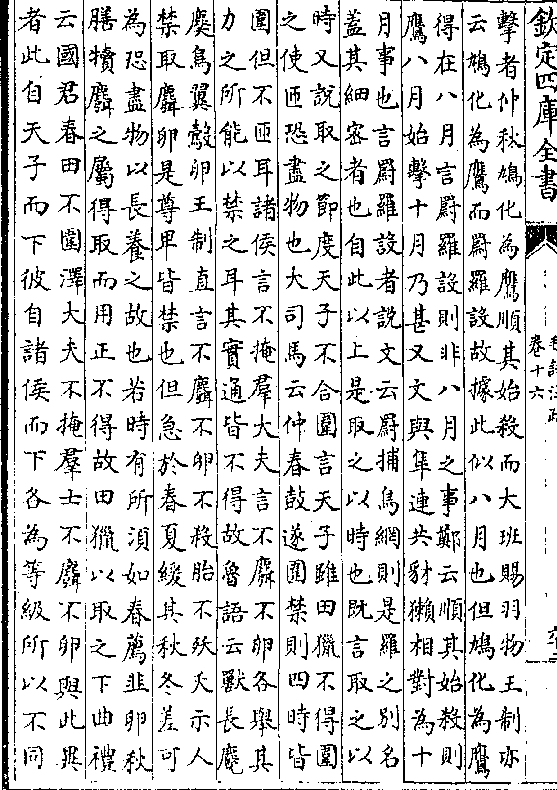 欽定四庫全書
卷十六
擊者仲秋鳩化為鷹順其始殺而大班賜羽物王制亦
云鳩化為鷹而罻羅設故據此似八月也但鳩化為鷹
得在八月言罻羅設則非八月之事鄭云順其始殺則
鷹八月始擊十月乃甚又文與隼連共豺獺相對為十
月事也言罻羅設者說文云罻捕鳥網則是羅之別名
蓋其細密者也自此以上是取之以時也既言取之以
時又說取之節度天子不合圍言天子雖田獵不得圍
之使匝恐盡物也大司馬云仲春鼓遂圍禁則四時皆
圍但不匝耳諸侯言不掩羣大夫言不麛不卵各舉其
力之所能以禁之耳其實通皆不得故魯語云獸長麑
麌鳥翼鷇卵王制直言不麛不卵不殺胎不殀夭示人
禁取麛卵是尊卑皆禁也但急於春夏緩其秋冬差可
為恐盡物以長養之故也若時有所須如春薦韭卵秋
膳犢麛之屬得取而用正不得故田獵以取之下曲禮
云國君春田不圍澤大夫不掩羣士不麛不卵與此異
者此自天子而下彼自諸侯而下各為等級所以不同